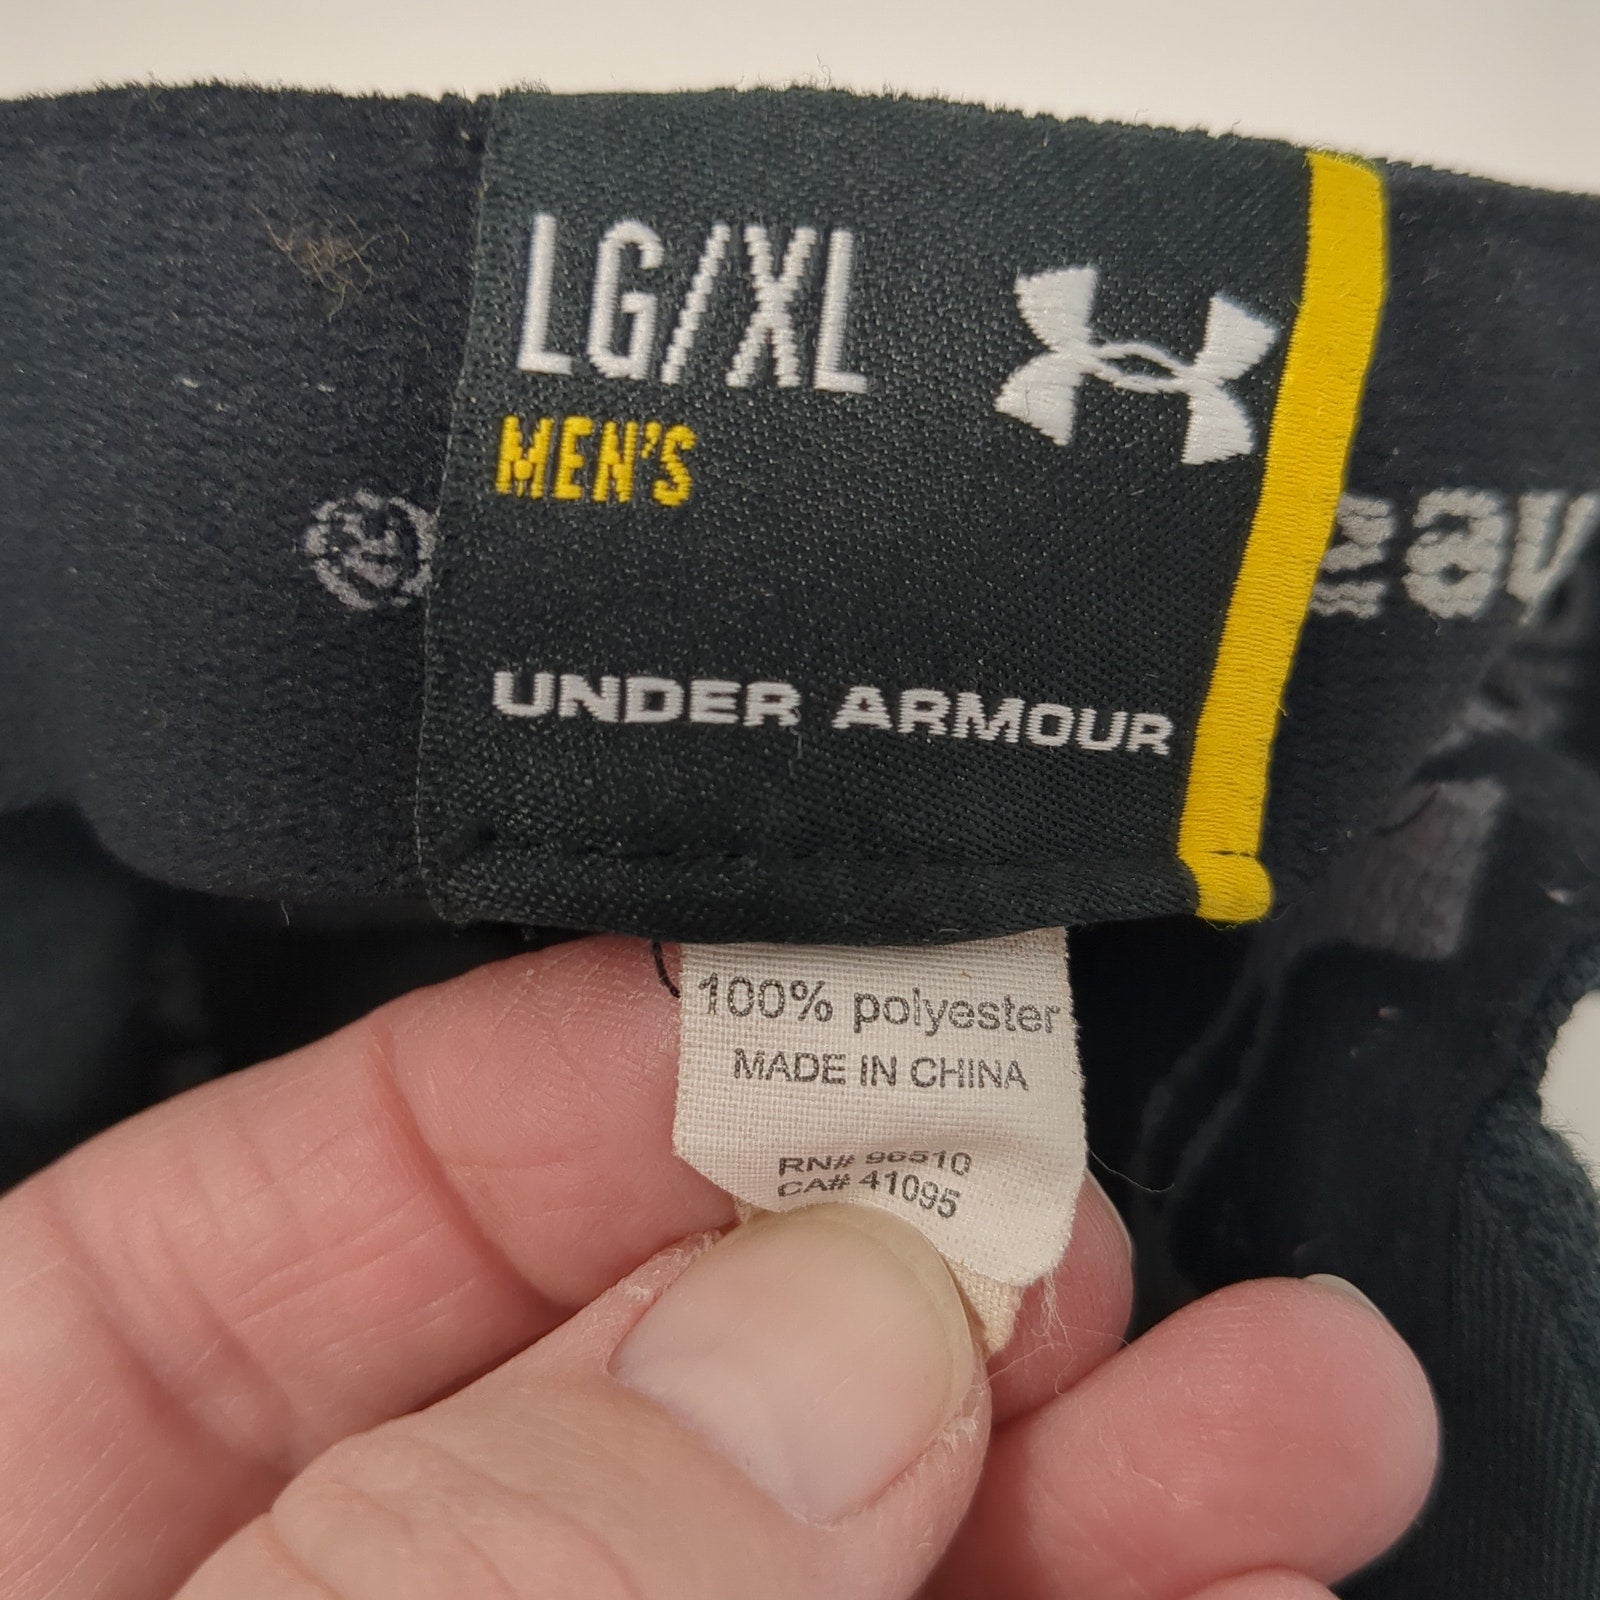 LG/XL
MEN'S
UNDER ARMOUR
100% polyester
MADE IN CHINA
RN# 96510
CA# 41095